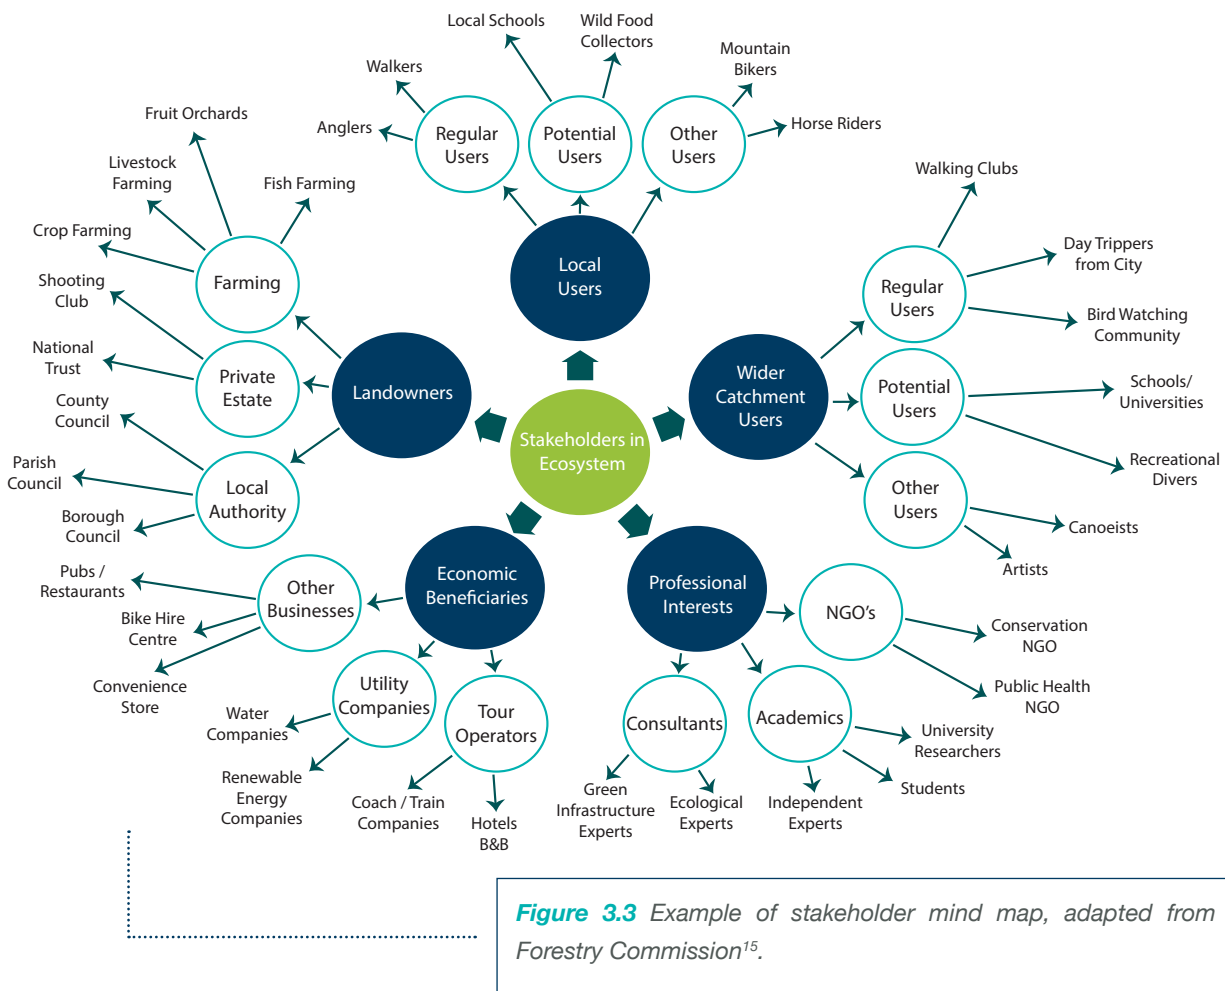 Local Schools
Wild Food
Collectors
Mountain
Bikers
Walkers
Anglers
Regular
Users
Potential
Users
Other
Users
Horse Riders
Fruit Orchards
Livestock
Farming
Fish Farming
Crop Farming
Farming
Shooting
Club
National
Trust
Private
Estate
County
Council
Parish
Council
Local
Authority
Borough
Council
Landowners
Local
Users
Stakeholders in
Ecosystem
Wider
Catchment
Users
Walking Clubs
Regular
Users
Day Trippers
from City
Bird Watching
Community
Potential
Users
Schools/
Universities
Recreational
Divers
Other
Users
Canoeists
Artists
Economic
Beneficiaries
Other
Businesses
Pubs /
Restaurants
Bike Hire
Centre
Convenience
Store
Utility
Companies
Water
Companies
Renewable
Energy
Companies
Tour
Operators
Coach / Train
Companies
Hotels
B&B
Professional
Interests
NGO's
Conservation
NGO
Public Health
NGO
Consultants
Green
Infrastructure
Experts
Ecological
Experts
Academics
University
Researchers
Students
Independent
Experts
Figure 3.3 Example of stakeholder mind map, adapted from
Forestry Commission15.